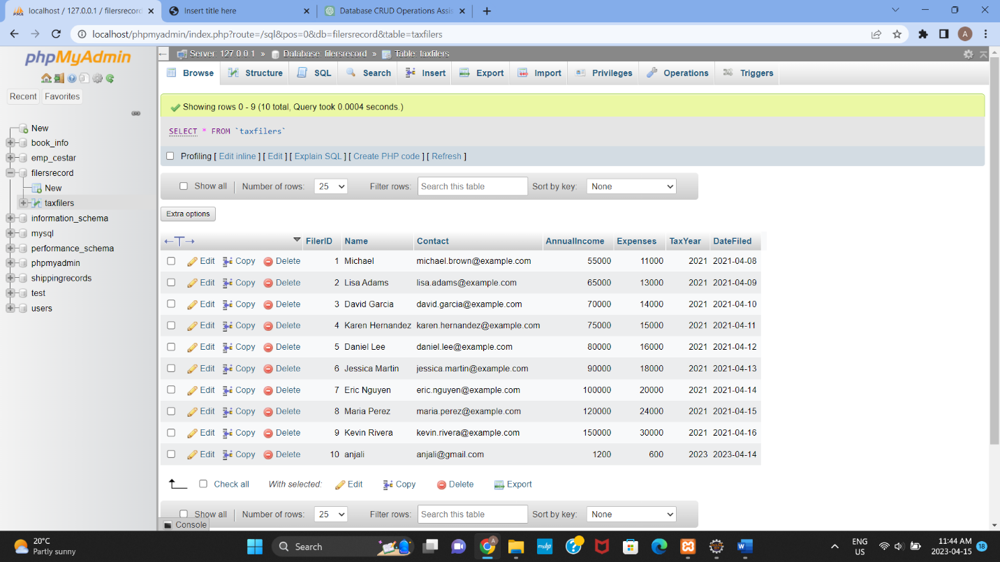 localhost / 127.0.0.1 / filersrecord
Insert title here
Database CRUD Operations Assis
localhost/phpmyadmin/index.php?route=/sql&pos=0&db=filersrecord&table=taxfilers
A
phpMyAdmin
Recent Favorites
New
book_info
emp_cestar
filersrecord
New
taxfilers
information_schema
mysql
performance_schema
phpmyadmin
shippingrecords
test
users
Server: 127.0.0.1 » Database: filersrecord » Table: taxfilers
Browse Structure SQL Search Insert Export Import Privileges Operations Triggers
Showing rows 0 - 9 (10 total, Query took 0.0004 seconds.)
SELECT * FROM `taxfilers`
Profiling [ Edit inline ] [ Edit ] [ Explain SQL ] [ Create PHP code ] [ Refresh ]
Show all Number of rows: 25 Filter rows: Search this table Sort by key: None
Extra options
←T→ FilerID Name Contact AnnualIncome Expenses TaxYear DateFiled
Edit Copy Delete 1 Michael michael.brown@example.com 55000 11000 2021 2021-04-08
Edit Copy Delete 2 Lisa Adams lisa.adams@example.com 65000 13000 2021 2021-04-09
Edit Copy Delete 3 David Garcia david.garcia@example.com 70000 14000 2021 2021-04-10
Edit Copy Delete 4 Karen Hernandez karen.hernandez@example.com 75000 15000 2021 2021-04-11
Edit Copy Delete 5 Daniel Lee daniel.lee@example.com 80000 16000 2021 2021-04-12
Edit Copy Delete 6 Jessica Martin jessica.martin@example.com 90000 18000 2021 2021-04-13
Edit Copy Delete 7 Eric Nguyen eric.nguyen@example.com 100000 20000 2021 2021-04-14
Edit Copy Delete 8 Maria Perez maria.perez@example.com 120000 24000 2021 2021-04-15
Edit Copy Delete 9 Kevin Rivera kevin.rivera@example.com 150000 30000 2021 2021-04-16
Edit Copy Delete 10 anjali anjali@gmail.com 1200 600 2023 2023-04-14
Check all With selected: Edit Copy Delete Export
Show all Number of rows: 25 Filter rows: Search this table Sort by key: None
Console
20°C
Partly sunny
Search
ENG
US
11:44 AM
2023-04-15
18